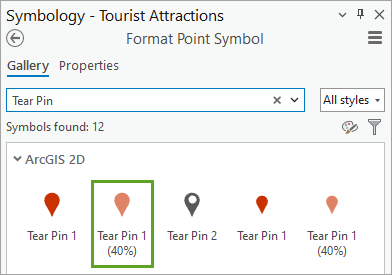 Symbology - Tourist Attractions
Format Point Symbol
Gallery Properties
Tear Pin
All styles
Symbols found: 12
ArcGIS 2D
Tear Pin 1
Tear Pin 1
(40%)
Tear Pin 2
Tear Pin 1
Tear Pin 1
(40%)